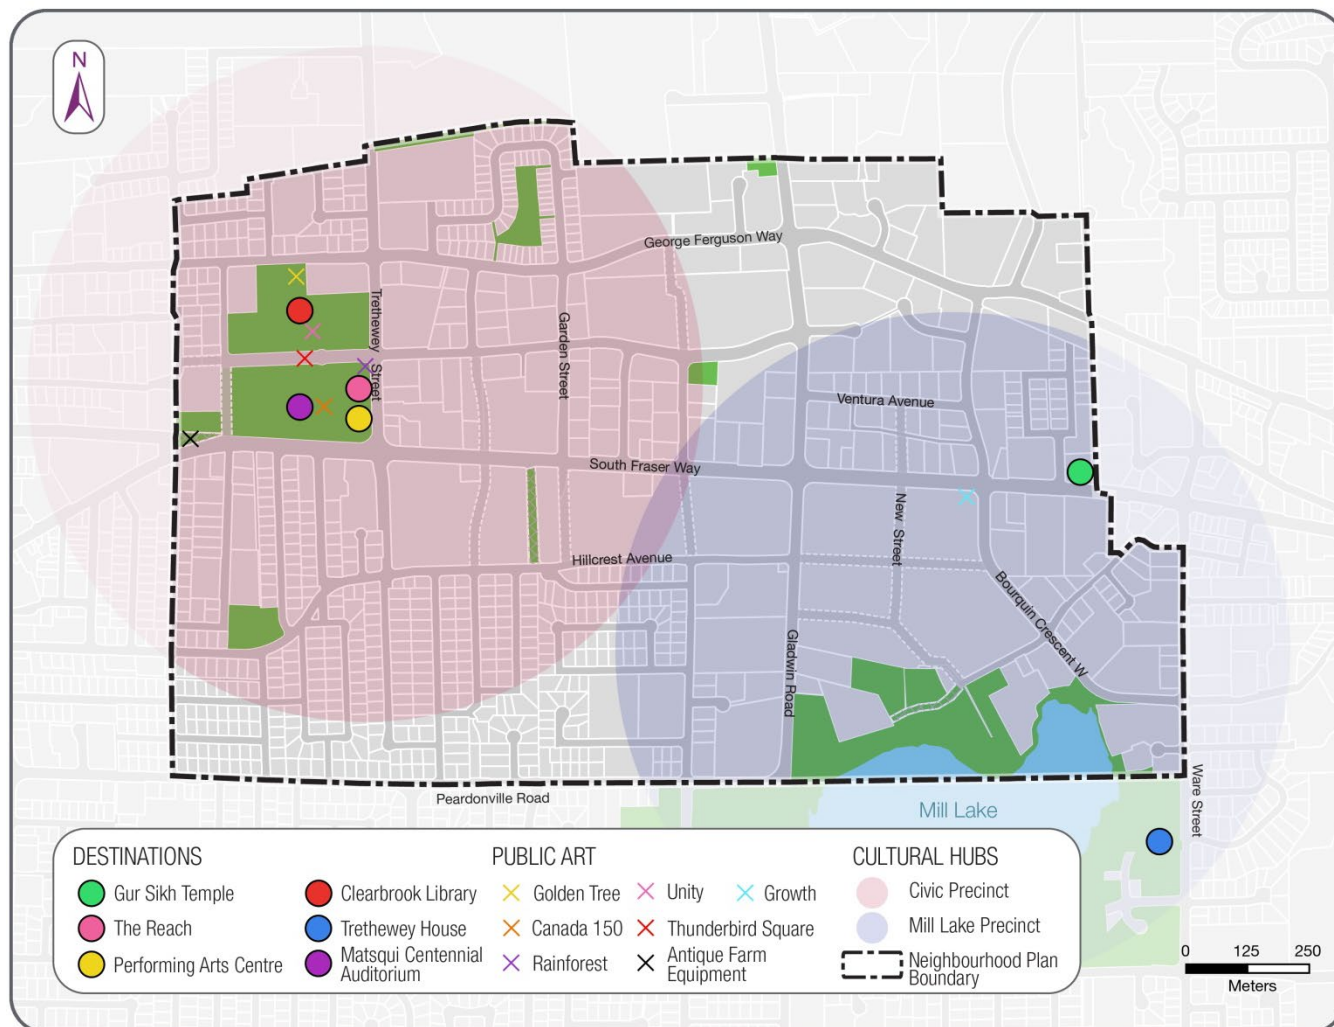 N
George Ferguson Way
Trethewey Street
Garden Street
Ventura Avenue
South Fraser Way
New Street
Hillcrest Avenue
Bourquin Crescent W
Gladwin Road
Ware Street
Peardonville Road
Mill Lake
DESTINATIONS
Gur Sikh Temple
The Reach
Performing Arts Centre
Clearbrook Library
Trethewey House
Matsqui Centennial
Auditorium
PUBLIC ART
Golden Tree
Canada 150
Rainforest
Unity
Thunderbird Square
Antique Farm
Equipment
Growth
CULTURAL HUBS
Civic Precinct
Mill Lake Precinct
Neighbourhood Plan
Boundary
0 125 250
Meters